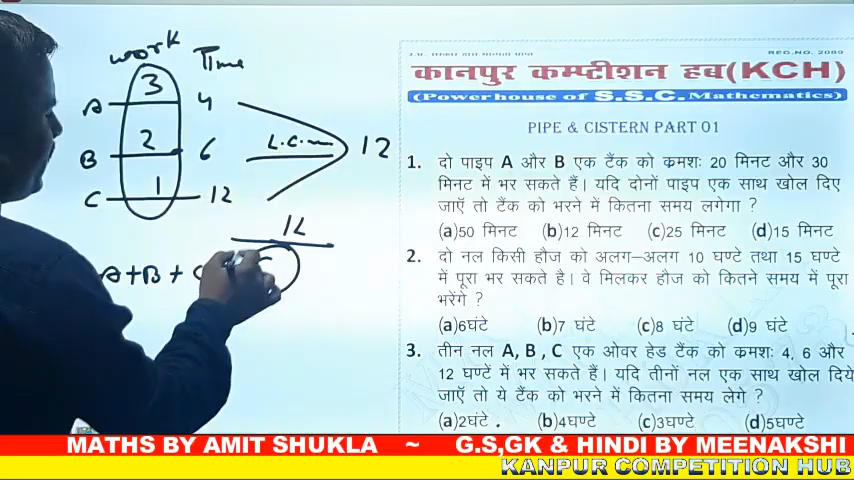 work Time
A 3 4
B 2 6
C 1 12
L.C.m 12
12
A+B+C
REG.NO. 2089
कानपुर कम्प्टीशन हब(KCH)
(Powerhouse of S.S.C. Mathematics)
PIPE & CISTERN PART 01
1. दो पाइप A और B एक टैंक को क्रमशः 20 मिनट और 30
मिनट में भर सकते हैं। यदि दोनों पाइप एक साथ खोल दिए
जाएँ तो टैंक को भरने में कितना समय लगेगा ?
(a)50 मिनट (b)12 मिनट (c)25 मिनट (d)15 मिनट
2. दो नल किसी हौज को अलग–अलग 10 घण्टे तथा 15 घण्टे
में पूरा भर सकते है। वे मिलकर हौज को कितने समय में पूरा
भरेंगे ?
(a)6घंटे (b)7 घंटे (c)8 घंटे (d)9 घंटे
3. तीन नल A, B , C एक ओवर हेड टैंक को क्रमशः 4, 6 और
12 घण्टें में भर सकते है। यदि तीनों नल एक साथ खोल दिये
जाएँ तो ये टैंक को भरने में कितना समय लेगे ?
(a)2घंटे . (b)4घण्टे (c)3घण्टे (d)5घण्टे
MATHS BY AMIT SHUKLA ~ G.S,GK & HINDI BY MEENAKSHI
KANPUR COMPETITION HUB